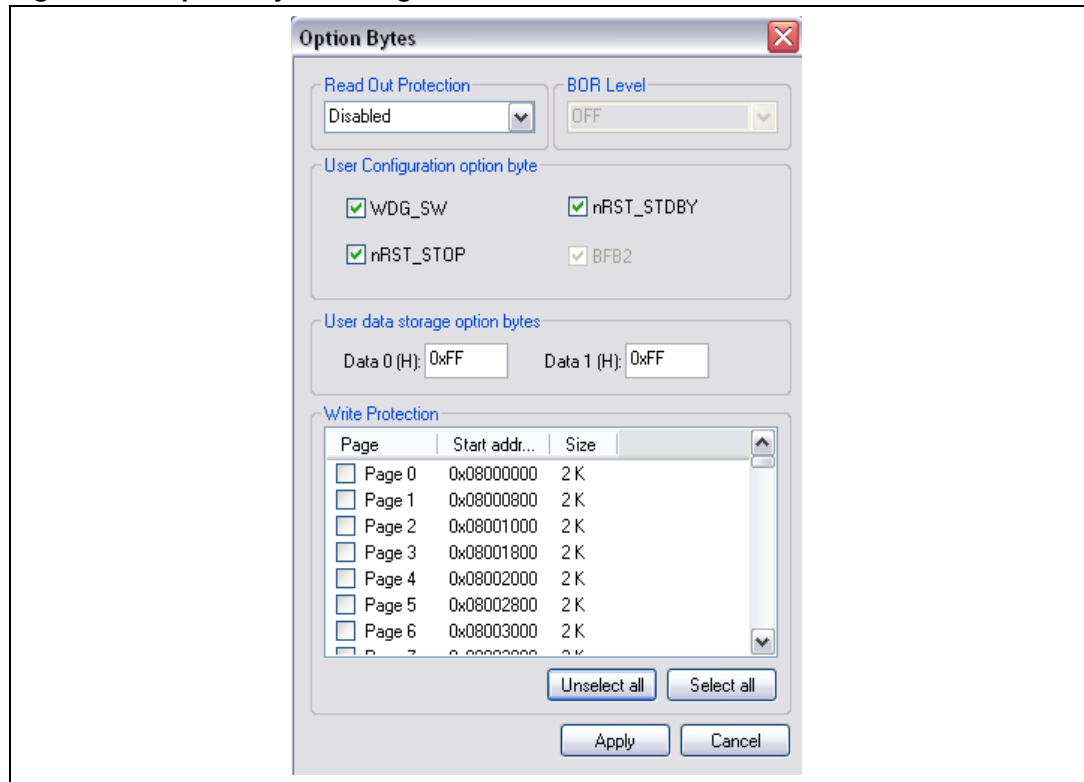 Option Bytes
Read Out Protection
BOR Level
Disabled
OFF
User Configuration option byte
WDG_SW
nRST_STDBY
nRST_STOP
BFB2
User data storage option bytes
Data 0 (H): 0xFF Data 1 (H): 0xFF
Write Protection
Page Start addr... Size
Page 0 0x08000000 2 K
Page 1 0x08000800 2 K
Page 2 0x08001000 2 K
Page 3 0x08001800 2 K
Page 4 0x08002000 2 K
Page 5 0x08002800 2 K
Page 6 0x08003000 2 K
Unselect all Select all
Apply Cancel